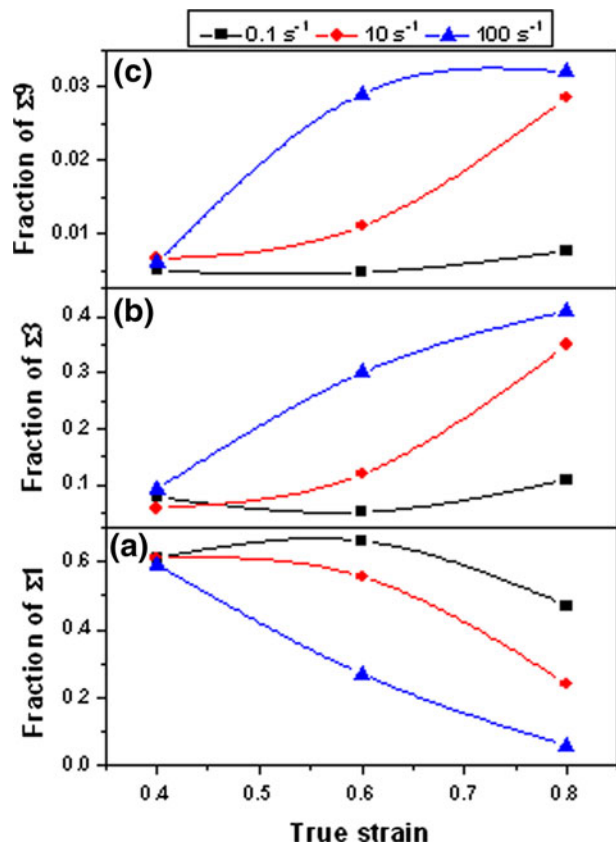 0.1 s⁻¹ 10 s⁻¹ 100 s⁻¹
(c)
Fraction of Σ9
0.03
0.02
0.01
(b)
Fraction of Σ3
0.4
0.3
0.2
0.1
(a)
Fraction of Σ1
0.6
0.4
0.2
0.0
0.4 0.5 0.6 0.7 0.8
True strain